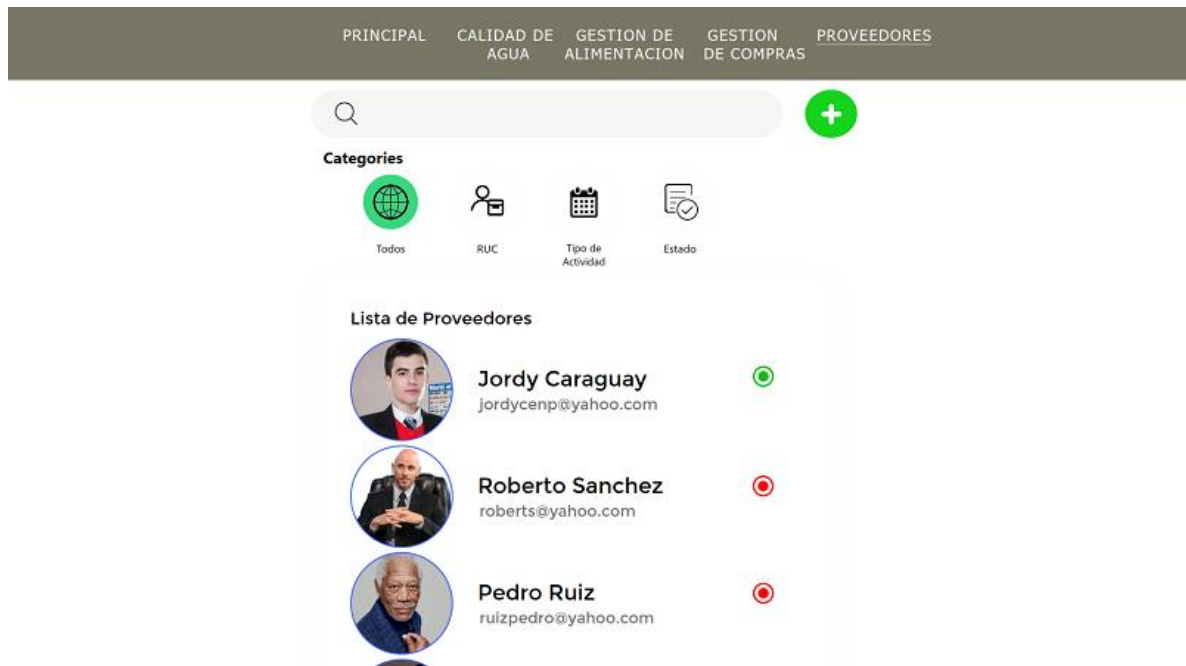 PRINCIPAL
CALIDAD DE
AGUA
GESTION DE
ALIMENTACION
GESTION
DE COMPRAS
PROVEEDORES
Categories
Todos
RUC
Tipo de
Actividad
Estado
Lista de Proveedores
Jordy Caraguay
jordycenp@yahoo.com
Roberto Sanchez
roberts@yahoo.com
Pedro Ruiz
ruizpedro@yahoo.com